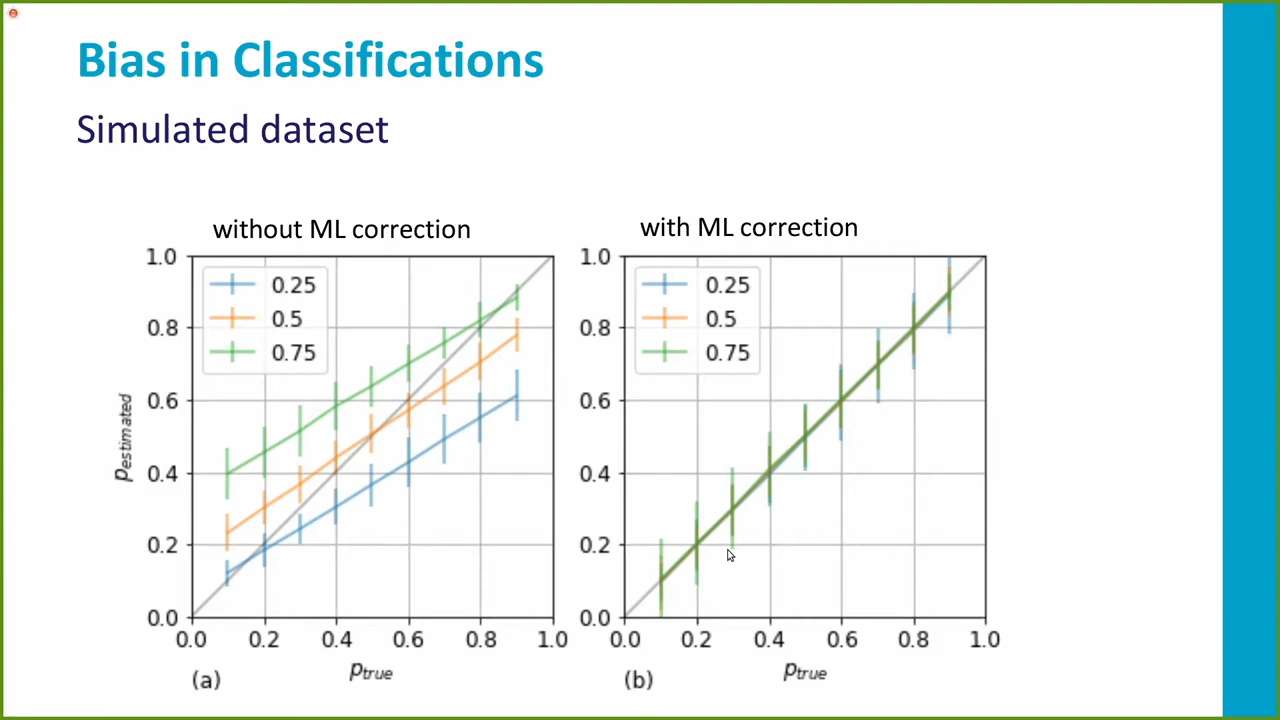 Bias in Classifications
Simulated dataset
without ML correction
1.0
0.8
0.6
0.4
0.2
0.0
0.0 0.2 0.4 0.6 0.8 1.0
0.25
0.5
0.75
pestimated
ptrue
(a)
with ML correction
1.0
0.8
0.6
0.4
0.2
0.0
0.0 0.2 0.4 0.6 0.8 1.0
0.25
0.5
0.75
ptrue
(b)